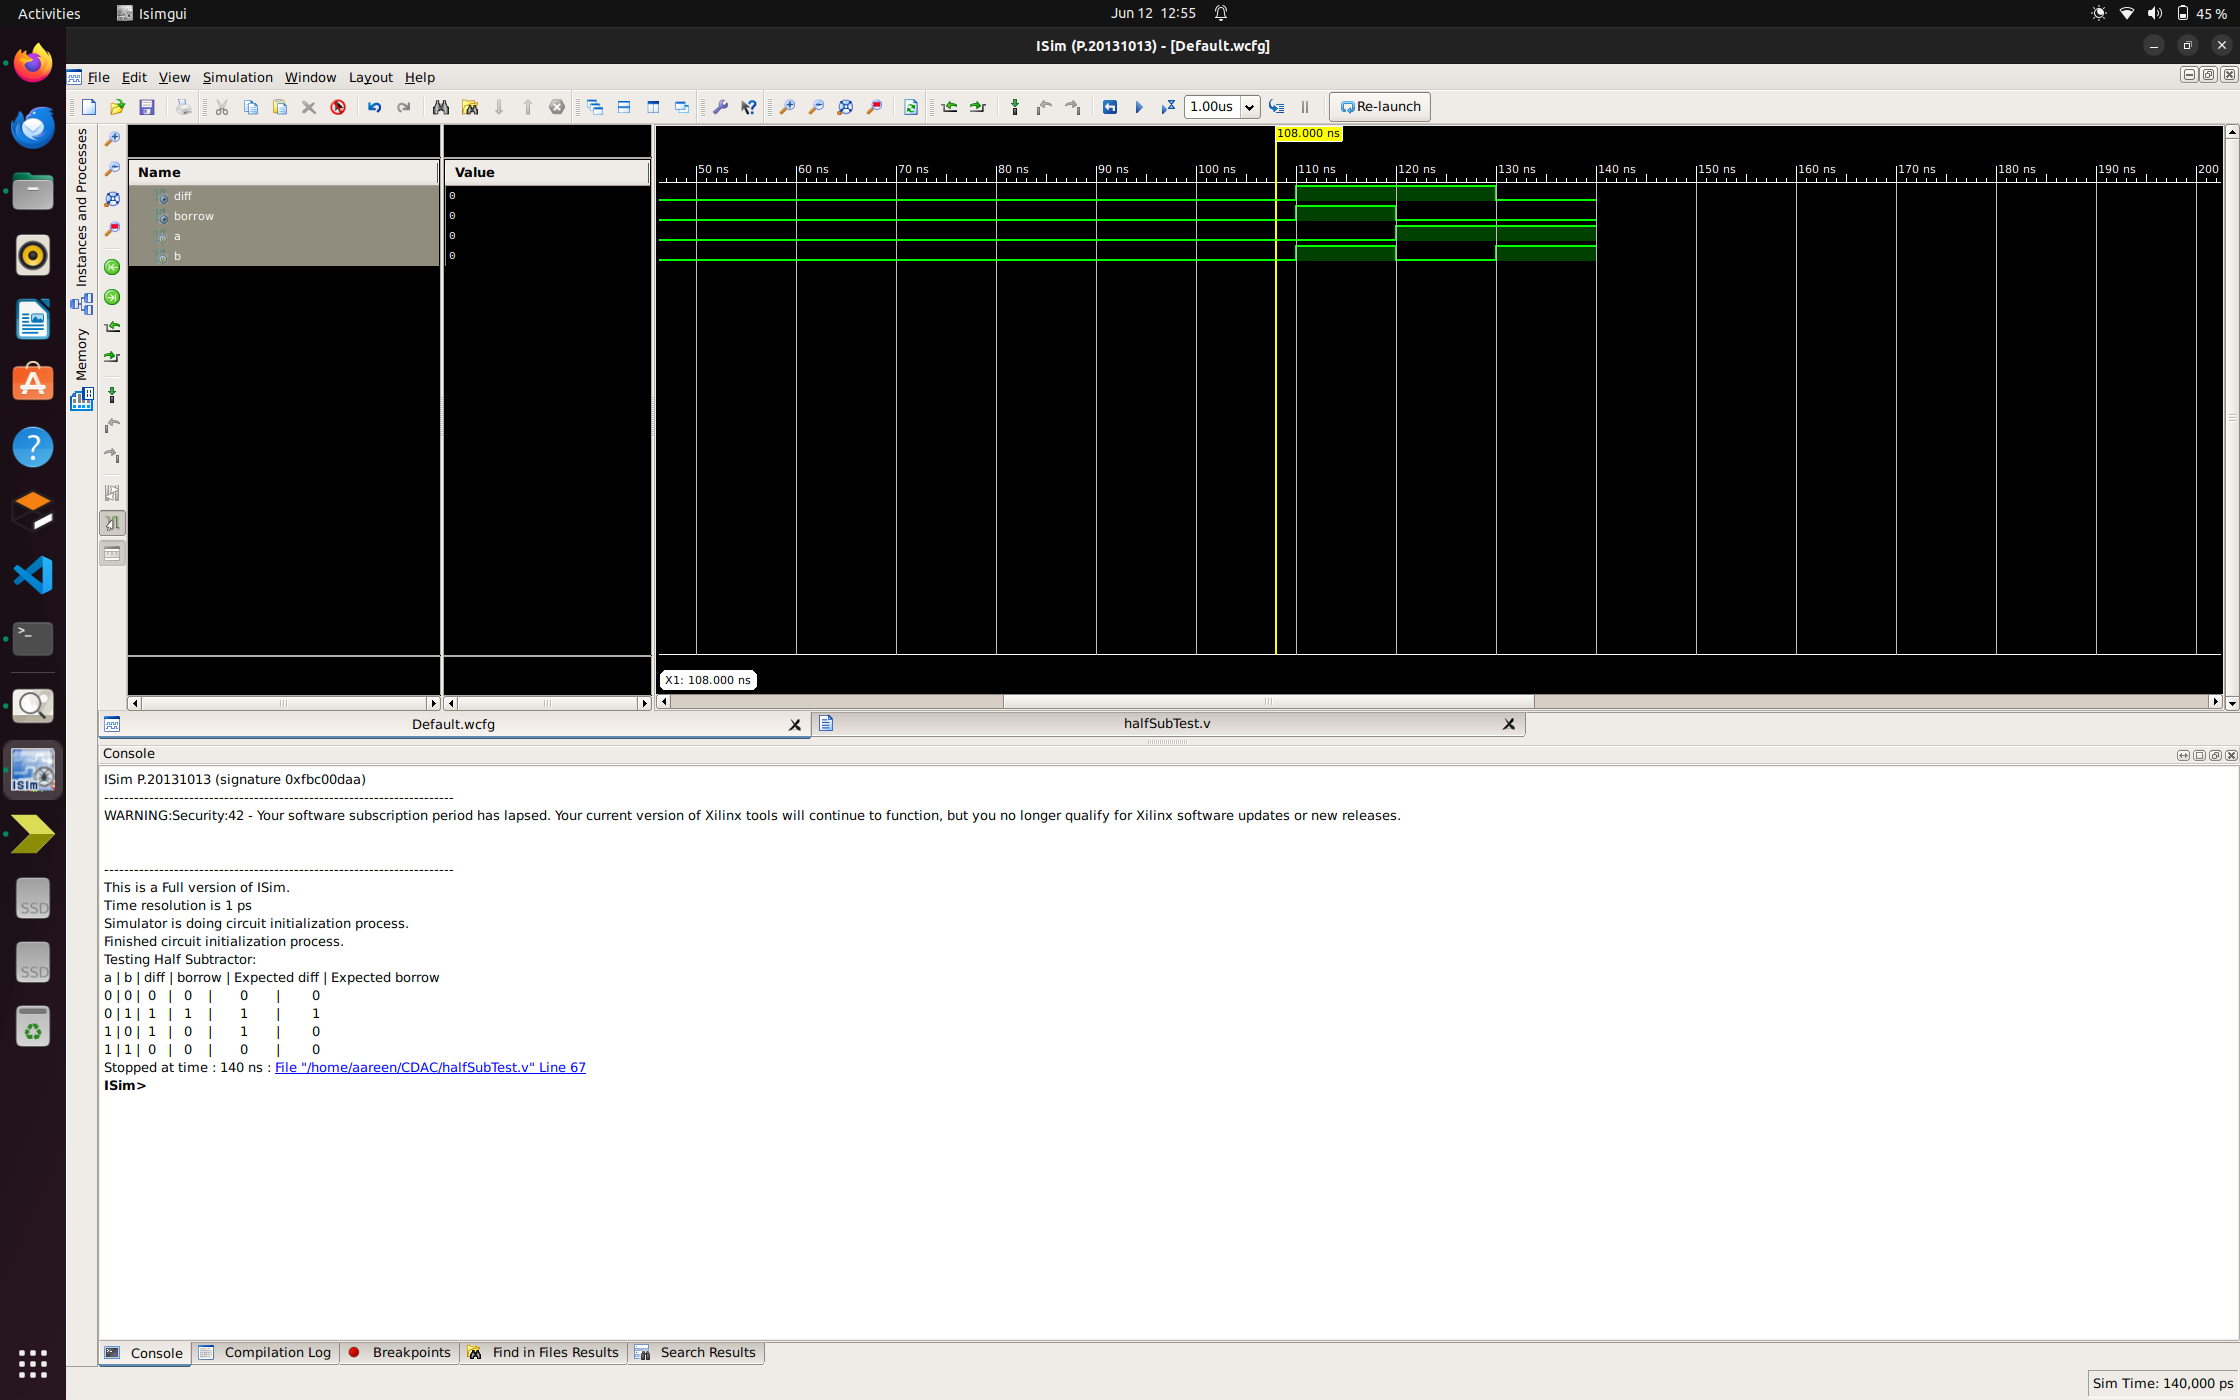 Activities Isimgui Jun 12 12:55 45 %
ISim (P.20131013) - [Default.wcfg]
File Edit View Simulation Window Layout Help
1.00us Re-launch
Instances and Processes
Memory
108.000 ns
Name Value
50 ns 60 ns 70 ns 80 ns 90 ns 100 ns 110 ns 120 ns 130 ns 140 ns 150 ns 160 ns 170 ns 180 ns 190 ns 200
diff 0
borrow 0
a 0
b 0
X1: 108.000 ns
Default.wcfg halfSubTest.v
Console
ISim P.20131013 (signature 0xfbc00daa)
----------------------------------------------------------------------
WARNING:Security:42 - Your software subscription period has lapsed. Your current version of Xilinx tools will continue to function, but you no longer qualify for Xilinx software updates or new releases.
----------------------------------------------------------------------
This is a Full version of ISim.
Time resolution is 1 ps
Simulator is doing circuit initialization process.
Finished circuit initialization process.
Testing Half Subtractor:
a | b | diff | borrow | Expected diff | Expected borrow
0 | 0 | 0 | 0 | 0 | 0
0 | 1 | 1 | 1 | 1 | 1
1 | 0 | 1 | 0 | 1 | 0
1 | 1 | 0 | 0 | 0 | 0
Stopped at time : 140 ns : File "/home/aareen/CDAC/halfSubTest.v" Line 67
ISim>
Console Compilation Log Breakpoints Find in Files Results Search Results
Sim Time: 140,000 ps
ISim
SSD
SSD